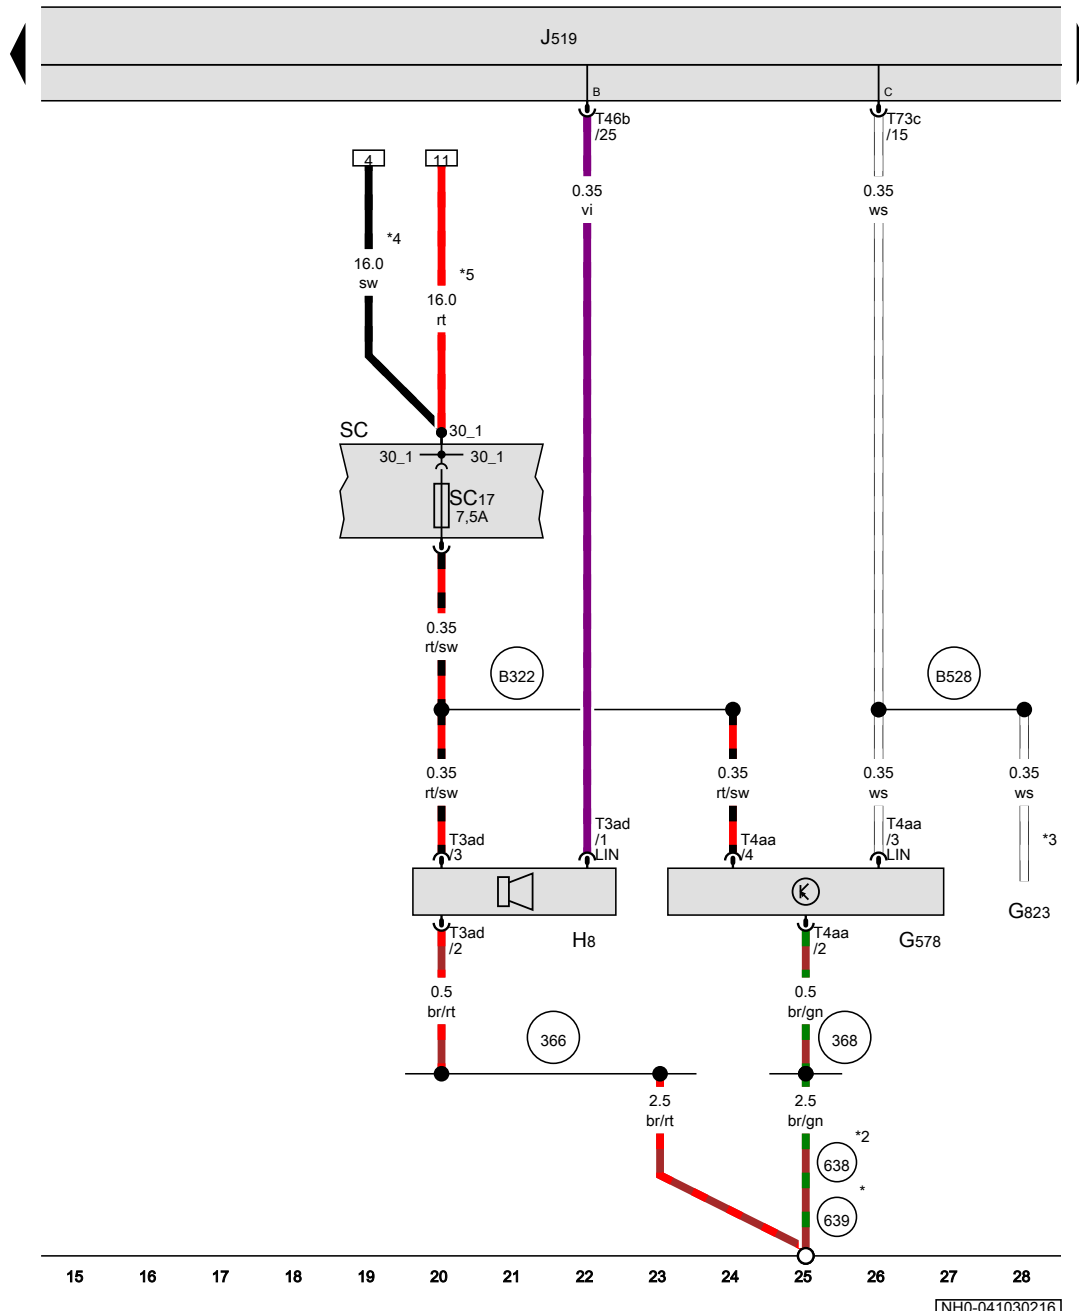 J519
B
C
T46b
/25
T73c
/15
4
11
0.35
vi
0.35
ws
*4
16.0
sw
*5
16.0
rt
SC
30_1
30_1
30_1
SC17
7,5A
0.35
rt/sw
B322
B528
0.35
rt/sw
0.35
rt/sw
0.35
ws
0.35
ws
T3ad
/3
T3ad
/1
LIN
T4aa
/4
T4aa
/3
LIN
*3
G823
T3ad
/2
H8
T4aa
/2
G578
0.5
br/rt
0.5
br/gn
366
368
2.5
br/rt
2.5
br/gn
*2
638
*
639
15 16 17 18 19 20 21 22 23 24 25 26 27 28
NH0-041030216